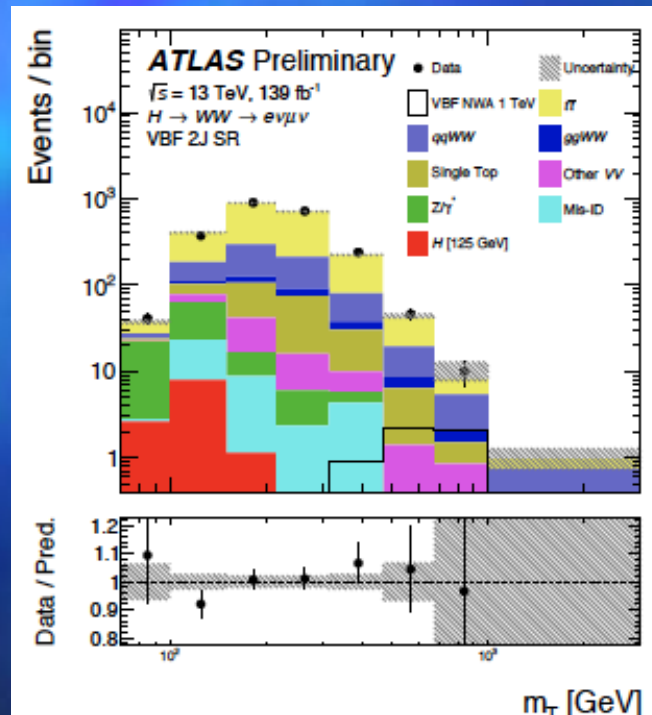 ATLAS Preliminary
√s = 13 TeV, 139 fb⁻¹
H → WW → eνμν
VBF 2J SR
Data
Uncertainty
VBF NWA 1 TeV
tt̄
qqWW
ggWW
Single Top
Other VV
Z/γ*
Mis-ID
H [125 GeV]
Events / bin
10⁴
10³
10²
10
1
Data / Pred.
1.2
1.1
1
0.9
0.8
10²
10³
m_T [GeV]